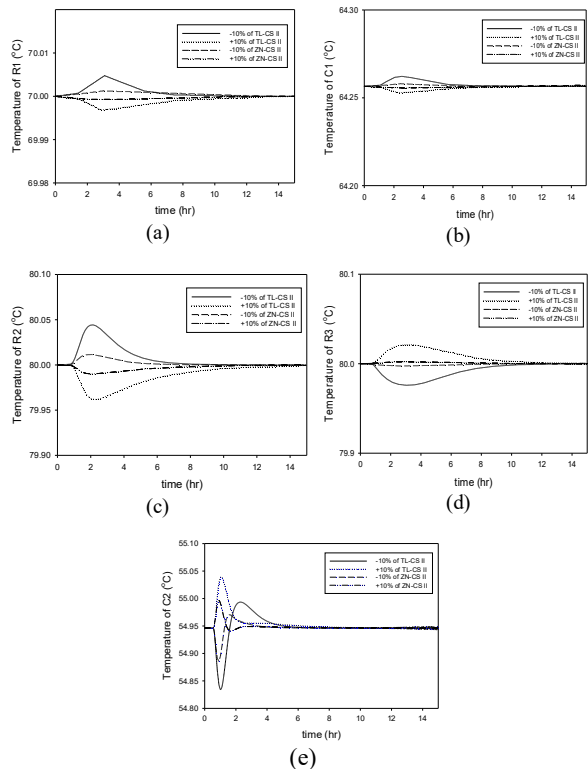 Temperature of R1 (°C)
70.01
70.00
69.99
69.98
-10% of TL-CS II
+10% of TL-CS II
-10% of ZN-CS II
+10% of ZN-CS II
0 2 4 6 8 10 12 14
time (hr)
(a)
Temperature of C1 (°C)
64.30
64.25
64.20
-10% of TL-CS II
+10% of TL-CS II
-10% of ZN-CS II
+10% of ZN-CS II
0 2 4 6 8 10 12 14
time (hr)
(b)
Temperature of R2 (°C)
80.10
80.05
80.00
79.95
79.90
-10% of TL-CS II
+10% of TL-CS II
-10% of ZN-CS II
+10% of ZN-CS II
0 2 4 6 8 10 12 14
time (hr)
(c)
Temperature of R3 (°C)
80.1
80.0
79.9
-10% of TL-CS II
+10% of TL-CS II
-10% of ZN-CS II
+10% of ZN-CS II
0 2 4 6 8 10 12 14
time (hr)
(d)
Temperature of C2 (°C)
55.10
55.00
54.95
54.90
54.80
-10% of TL-CS II
+10% of TL-CS II
-10% of ZN-CS II
+10% of ZN-CS II
0 2 4 6 8 10 12 14
time (hr)
(e)